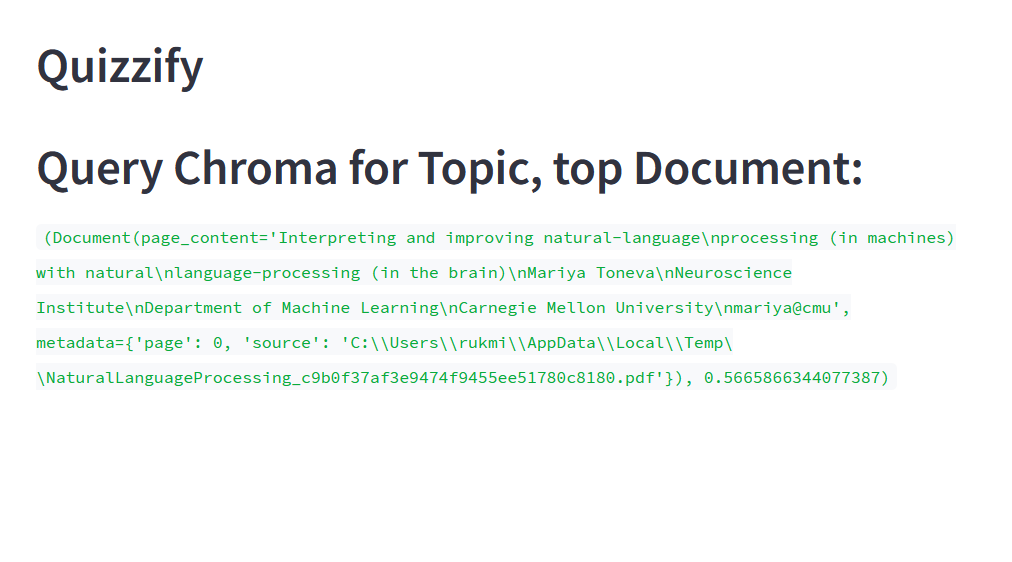 Quizzify
Query Chroma for Topic, top Document:
(Document(page_content='Interpreting and improving natural-language\nprocessing (in machines)
with natural\nlanguage-processing (in the brain)\nMariya Toneva\nNeuroscience
Institute\nDepartment of Machine Learning\nCarnegie Mellon University\nmariya@cmu',
metadata={'page': 0, 'source': 'C:\\Users\\rukmi\\AppData\\Local\\Temp\
\NaturalLanguageProcessing_c9b0f37af3e9474f9455ee51780c8180.pdf'}), 0.5665866344077387)